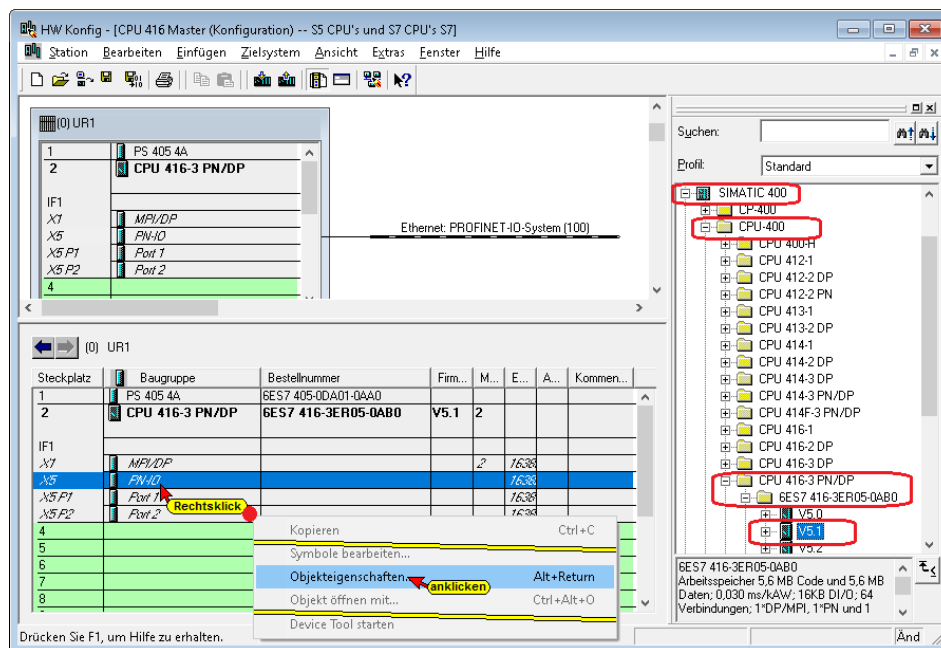 HW Konfig - [CPU 416 Master (Konfiguration) -- S5 CPU's und S7 CPU's S7]
Station Bearbeiten Einfügen Zielsystem Ansicht Extras Fenster Hilfe
(0) UR1
1 PS 405 4A
2 CPU 416-3 PN/DP
IF1
X1 MPI/DP
X5 PN-IO
X5 P1 Port 1
X5 P2 Port 2
4
Ethernet: PROFINET-IO-System (100)
(0) UR1
Steckplatz Baugruppe Bestellnummer Firm... M... E... A... Kommen...
1 PS 405 4A 6ES7 405-0DA01-0AA0
2 CPU 416-3 PN/DP 6ES7 416-3ER05-0AB0 V5.1 2
IF1
X1 MPI/DP 2 1638
X5 PN-IO 1638
X5 P1 Port 1 1638
X5 P2 Port 2 1639
4
5
6
7
8
Rechtsklick
Kopieren Ctrl+C
Symbole bearbeiten...
Objekteigenschaften... Alt+Return
anklicken
Objekt öffnen mit... Ctrl+Alt+O
Device Tool starten
Suchen:
Profil: Standard
SIMATIC 400
CP-400
CPU-400
CPU 400-H
CPU 412-1
CPU 412-2 DP
CPU 412-2 PN
CPU 413-1
CPU 413-2 DP
CPU 414-1
CPU 414-2 DP
CPU 414-3 DP
CPU 414-3 PN/DP
CPU 414F-3 PN/DP
CPU 416-1
CPU 416-2 DP
CPU 416-3 DP
CPU 416-3 PN/DP
6ES7 416-3ER05-0AB0
V5.0
V5.1
V5.2
6ES7 416-3ER05-0AB0
Arbeitsspeicher 5,6 MB Code und 5,6 MB
Daten; 0,030 ms/kAW; 16KB DI/O; 64
Verbindungen; 1*DP/MPI, 1*PN und 1
Drücken Sie F1, um Hilfe zu erhalten.
Änd